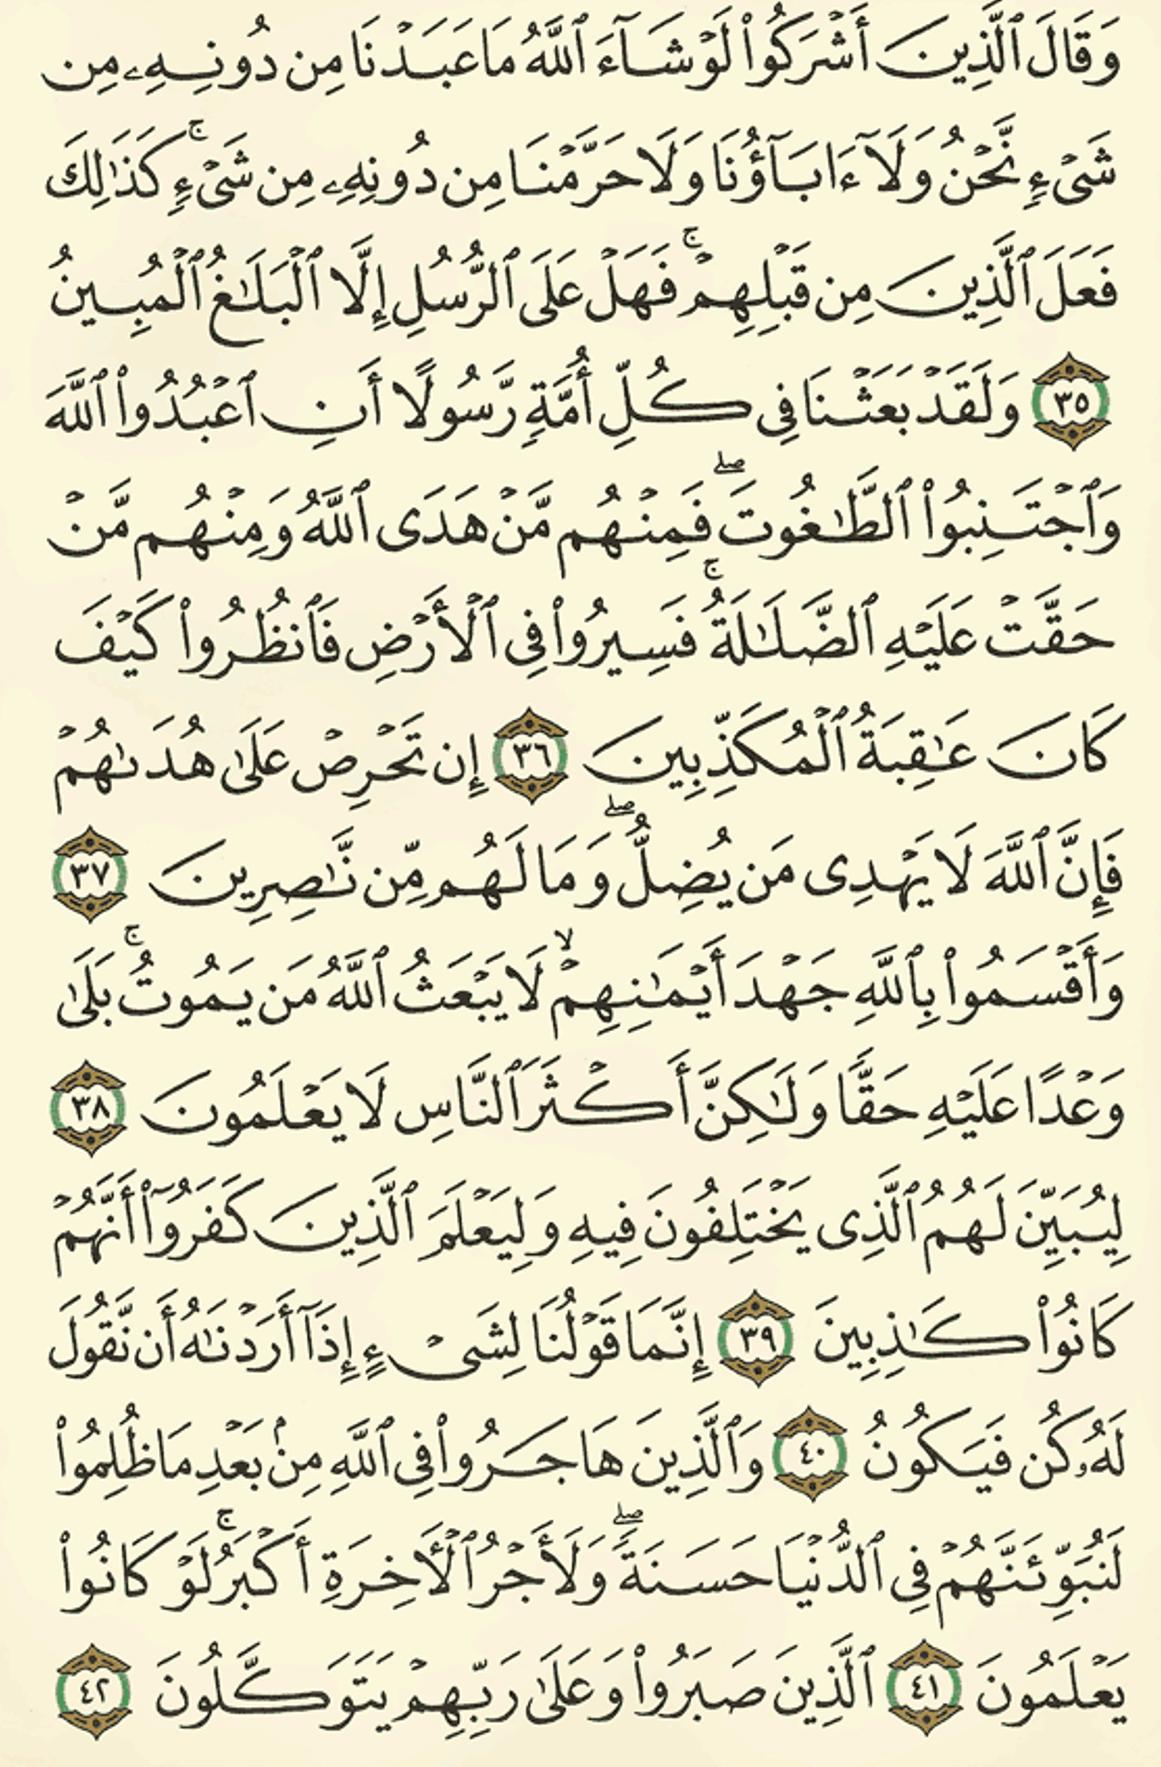 وَقَالَ ٱلَّذِينَ أَشْرَكُوا۟ لَوْ شَآءَ ٱللَّهُ مَا عَبَدْنَا مِن دُونِهِۦ مِن
شَىْءٍ نَّحْنُ وَلَآ ءَابَآؤُنَا وَلَا حَرَّمْنَا مِن دُونِهِۦ مِن شَىْءٍ ۚ كَذَٰلِكَ
فَعَلَ ٱلَّذِينَ مِن قَبْلِهِمْ ۚ فَهَلْ عَلَى ٱلرُّسُلِ إِلَّا ٱلْبَلَٰغُ ٱلْمُبِينُ
٣٥ وَلَقَدْ بَعَثْنَا فِى كُلِّ أُمَّةٍ رَّسُولًا أَنِ ٱعْبُدُوا۟ ٱللَّهَ
وَٱجْتَنِبُوا۟ ٱلطَّٰغُوتَ ۖ فَمِنْهُم مَّنْ هَدَى ٱللَّهُ وَمِنْهُم مَّنْ
حَقَّتْ عَلَيْهِ ٱلضَّلَٰلَةُ ۚ فَسِيرُوا۟ فِى ٱلْأَرْضِ فَٱنظُرُوا۟ كَيْفَ
كَانَ عَٰقِبَةُ ٱلْمُكَذِّبِينَ ٣٦ إِن تَحْرِصْ عَلَىٰ هُدَىٰهُمْ
فَإِنَّ ٱللَّهَ لَا يَهْدِى مَن يُضِلُّ ۖ وَمَا لَهُم مِّن نَّٰصِرِينَ ٣٧
وَأَقْسَمُوا۟ بِٱللَّهِ جَهْدَ أَيْمَٰنِهِمْ ۙ لَا يَبْعَثُ ٱللَّهُ مَن يَمُوتُ ۚ بَلَىٰ
وَعْدًا عَلَيْهِ حَقًّا وَلَٰكِنَّ أَكْثَرَ ٱلنَّاسِ لَا يَعْلَمُونَ ٣٨
لِيُبَيِّنَ لَهُمُ ٱلَّذِى يَخْتَلِفُونَ فِيهِ وَلِيَعْلَمَ ٱلَّذِينَ كَفَرُوٓا۟ أَنَّهُمْ
كَانُوا۟ كَٰذِبِينَ ٣٩ إِنَّمَا قَوْلُنَا لِشَىْءٍ إِذَآ أَرَدْنَٰهُ أَن نَّقُولَ
لَهُۥ كُن فَيَكُونُ ٤٠ وَٱلَّذِينَ هَاجَرُوا۟ فِى ٱللَّهِ مِنۢ بَعْدِ مَا ظُلِمُوا۟
لَنُبَوِّئَنَّهُمْ فِى ٱلدُّنْيَا حَسَنَةً ۖ وَلَأَجْرُ ٱلْأَخِرَةِ أَكْبَرُ ۚ لَوْ كَانُوا۟
يَعْلَمُونَ ٤١ ٱلَّذِينَ صَبَرُوا۟ وَعَلَىٰ رَبِّهِمْ يَتَوَكَّلُونَ ٤٢